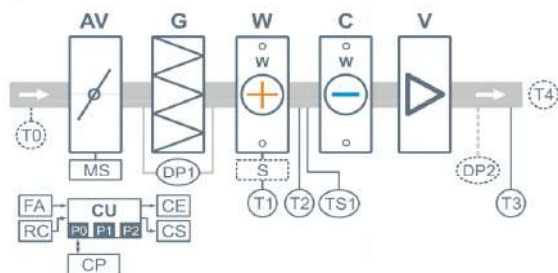 AV G W C V
W W
T0 T4
MS DP1 S DP2
T1 T2 TS1 T3
FA CU CE
RC P0 P1 P2 CS
CP